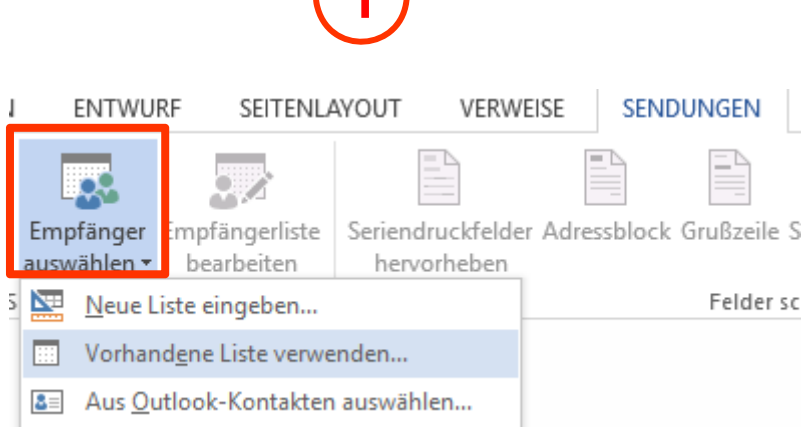 ENTWURF SEITENLAYOUT VERWEISE SENDUNGEN
Empfänger Empfängerliste Seriendruckfelder Adressblock Grußzeile S
auswählen bearbeiten hervorheben
Felder sc
Neue Liste eingeben...
Vorhandene Liste verwenden...
Aus Outlook-Kontakten auswählen...